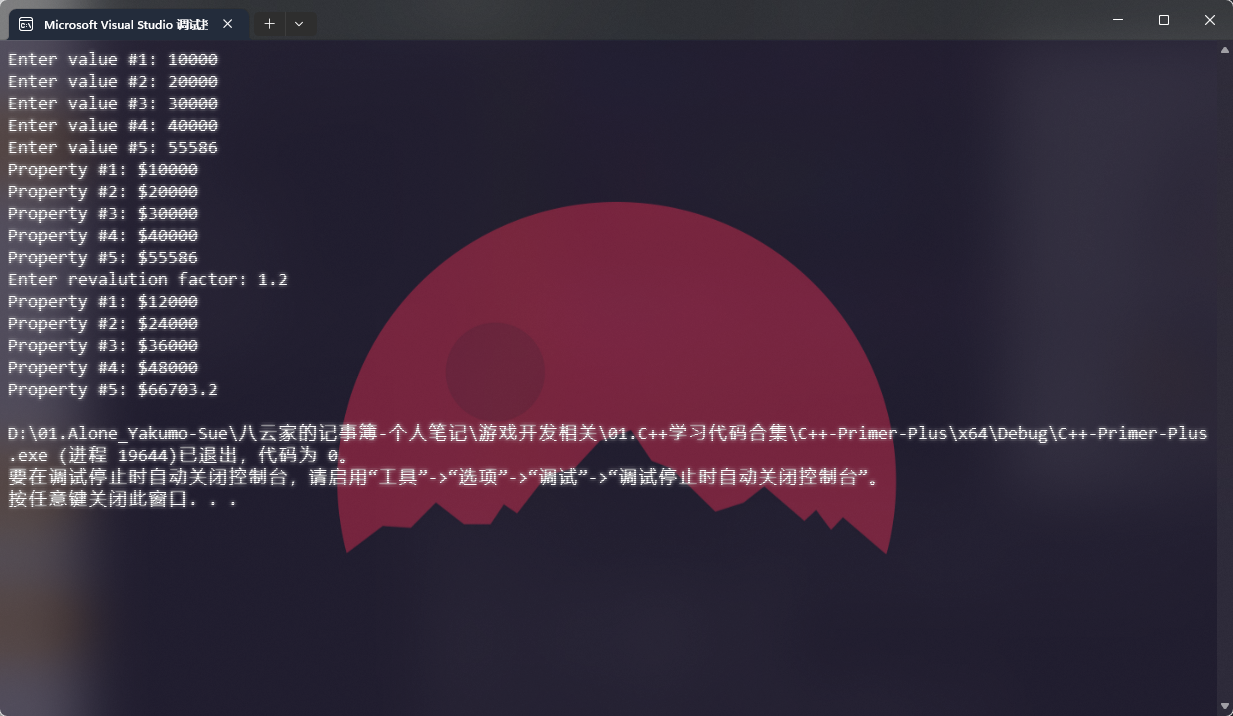 Microsoft Visual Studio 调试
Enter value #1: 10000
Enter value #2: 20000
Enter value #3: 30000
Enter value #4: 40000
Enter value #5: 55586
Property #1: $10000
Property #2: $20000
Property #3: $30000
Property #4: $40000
Property #5: $55586
Enter revalution factor: 1.2
Property #1: $12000
Property #2: $24000
Property #3: $36000
Property #4: $48000
Property #5: $66703.2
D:\01.Alone_Yakumo-Sue\八云家的记事簿-个人笔记\游戏开发相关\01.C++学习代码合集\C++-Primer-Plus\x64\Debug\C++-Primer-Plus
.exe (进程 19644)已退出，代码为 0。
要在调试停止时自动关闭控制台，请启用“工具”->“选项”->“调试”->“调试停止时自动关闭控制台”。
按任意键关闭此窗口. . .